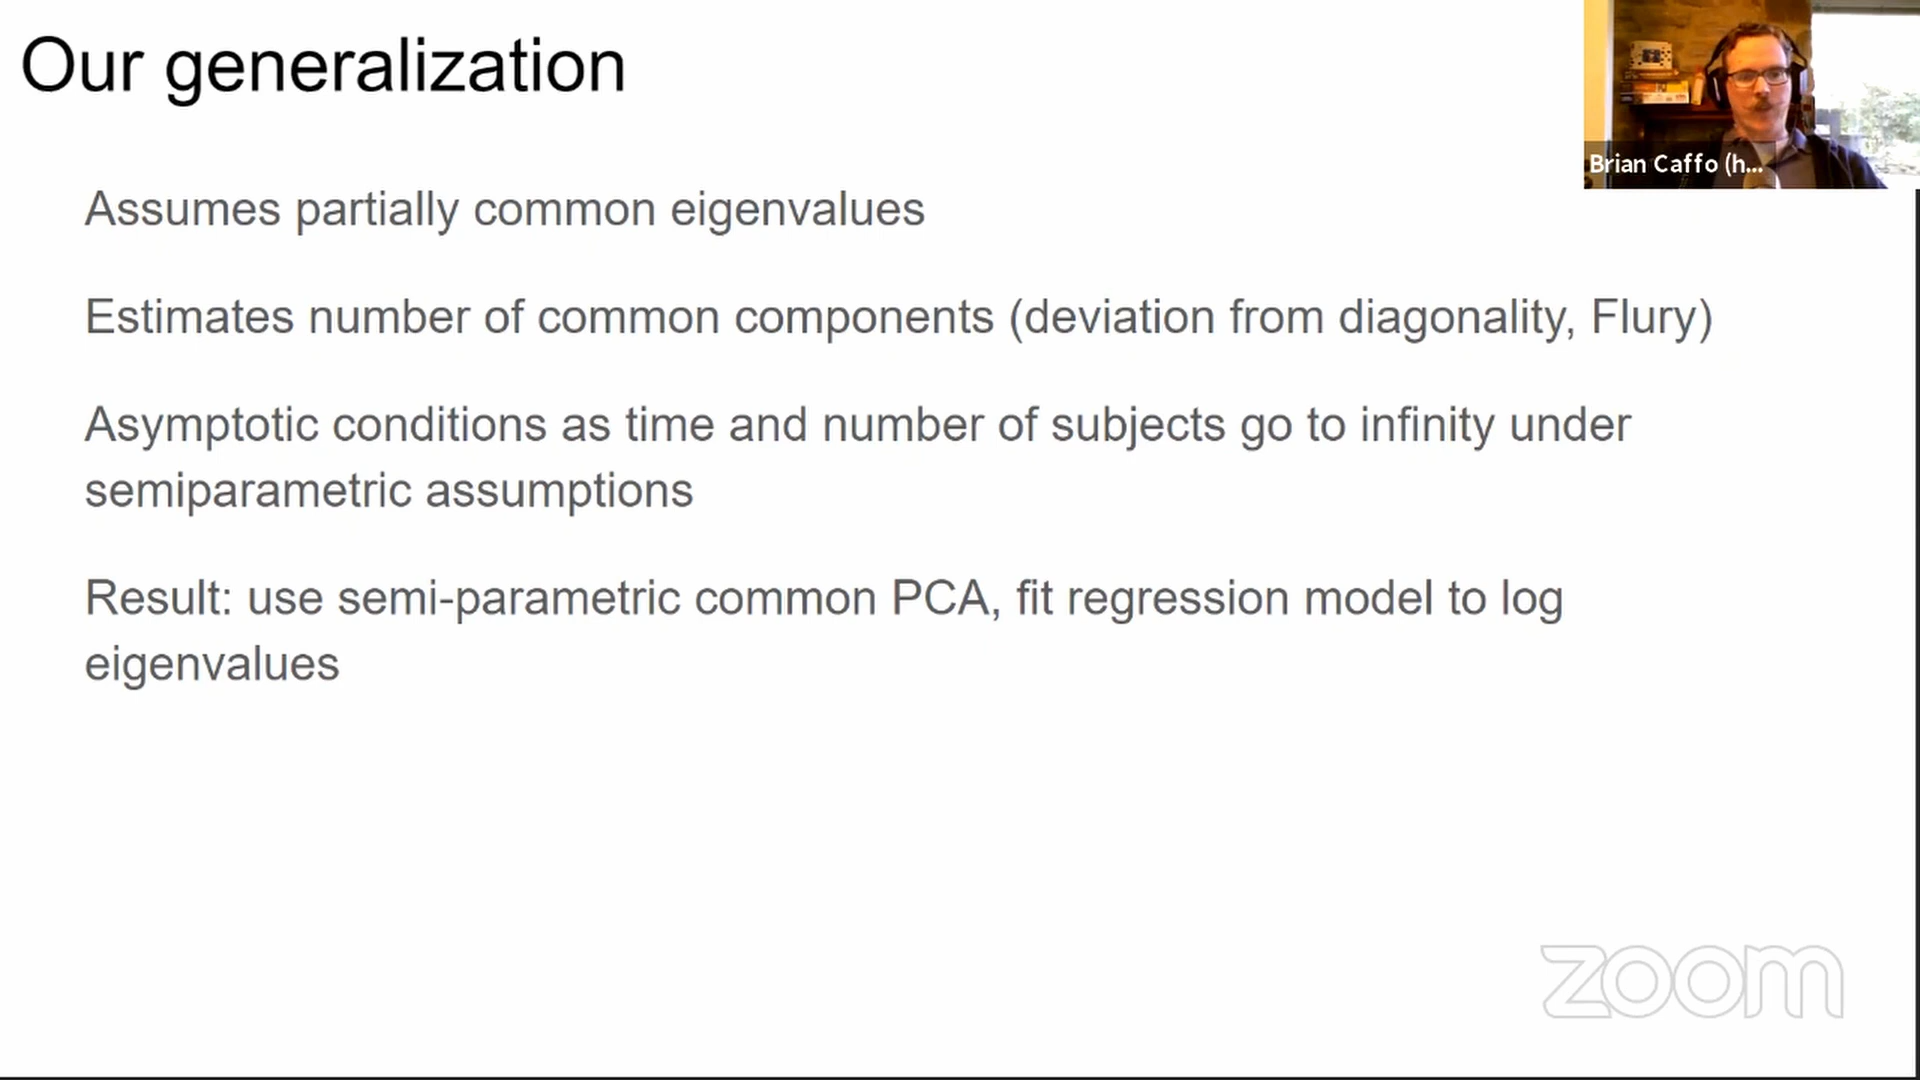 Our generalization
Brian Caffo (h...
Assumes partially common eigenvalues
Estimates number of common components (deviation from diagonality, Flury)
Asymptotic conditions as time and number of subjects go to infinity under
semiparametric assumptions
Result: use semi-parametric common PCA, fit regression model to log
eigenvalues
zoom